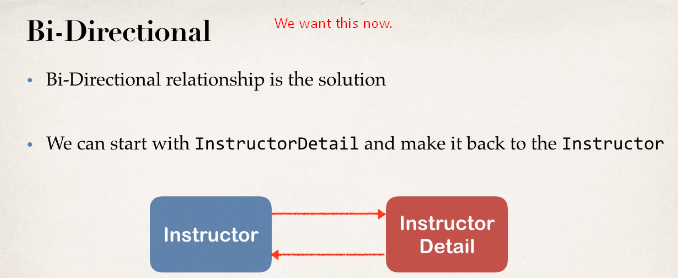 We want this now.
Bi-Directional
• Bi-Directional relationship is the solution
• We can start with InstructorDetail and make it back to the Instructor
Instructor
Instructor
Detail